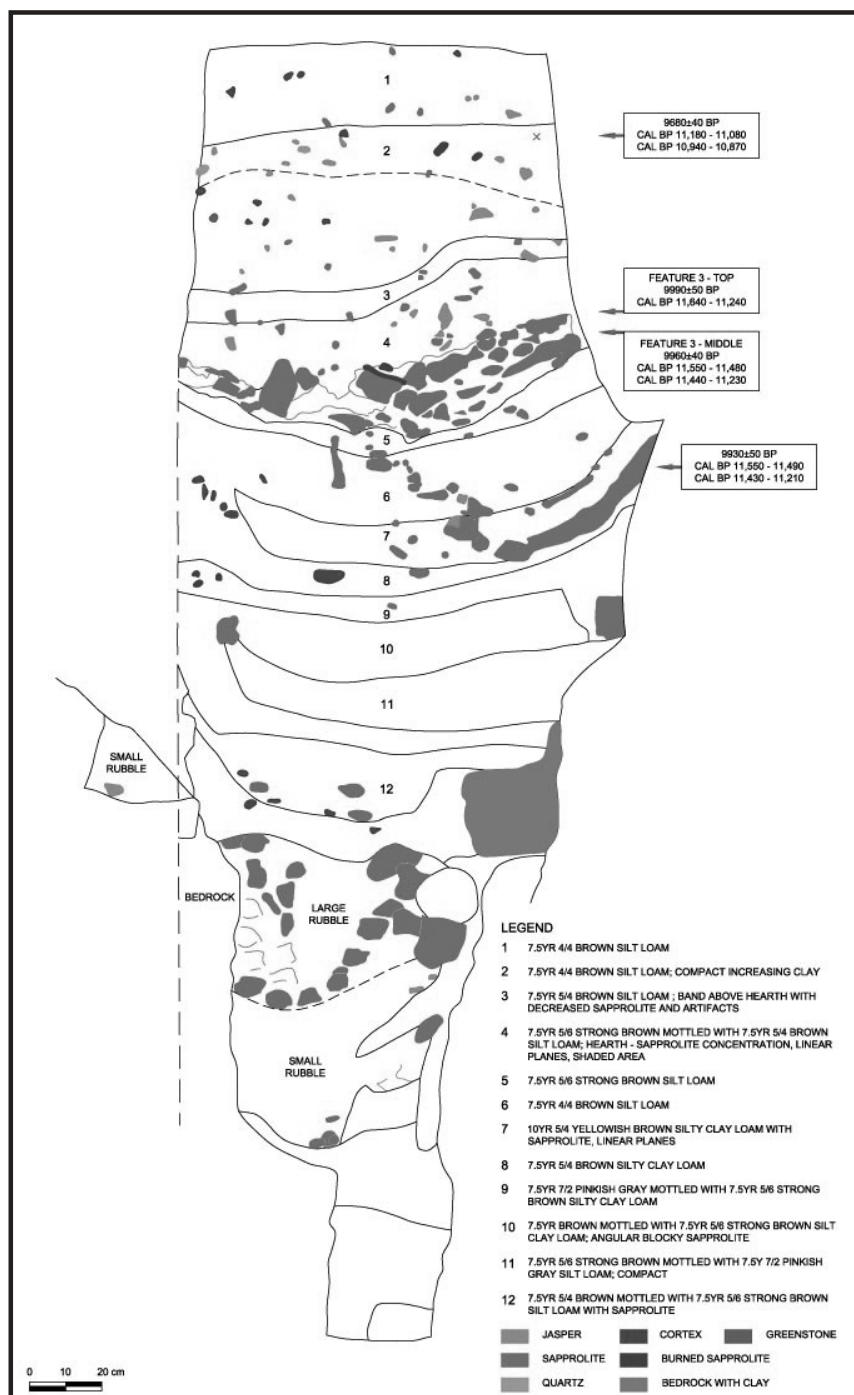 1
9680±40 BP
CAL BP 11,180 - 11,080
CAL BP 10,940 - 10,870
×
2
FEATURE 3 - TOP
9990±50 BP
CAL BP 11,640 - 11,240
3
4
FEATURE 3 - MIDDLE
9960±40 BP
CAL BP 11,550 - 11,480
CAL BP 11,440 - 11,230
5
9930±50 BP
CAL BP 11,550 - 11,490
CAL BP 11,430 - 11,210
6
7
8
9
10
11
SMALL
RUBBLE
12
BEDROCK
LARGE
RUBBLE
SMALL
RUBBLE
LEGEND
1 7.5YR 4/4 BROWN SILT LOAM
2 7.5YR 4/4 BROWN SILT LOAM; COMPACT INCREASING CLAY
3 7.5YR 5/4 BROWN SILT LOAM ; BAND ABOVE HEARTH WITH
DECREASED SAPPROLITE AND ARTIFACTS
4 7.5YR 5/6 STRONG BROWN MOTTLED WITH 7.5YR 5/4 BROWN
SILT LOAM; HEARTH - SAPPROLITE CONCENTRATION, LINEAR
PLANES, SHADED AREA
5 7.5YR 5/6 STRONG BROWN SILT LOAM
6 7.5YR 4/4 BROWN SILT LOAM
7 10YR 5/4 YELLOWISH BROWN SILTY CLAY LOAM WITH
SAPPROLITE, LINEAR PLANES
8 7.5YR 5/4 BROWN SILTY CLAY LOAM
9 7.5YR 7/2 PINKISH GRAY MOTTLED WITH 7.5YR 5/6 STRONG
BROWN SILTY CLAY LOAM
10 7.5YR BROWN MOTTLED WITH 7.5YR 5/6 STRONG BROWN SILT
CLAY LOAM; ANGULAR BLOCKY SAPPROLITE
11 7.5YR 5/6 STRONG BROWN MOTTLED WITH 7.5Y 7/2 PINKISH
GRAY SILT LOAM; COMPACT
12 7.5YR 5/4 BROWN MOTTLED WITH 7.5YR 5/6 STRONG BROWN
SILT LOAM WITH SAPPROLITE
JASPER CORTEX GREENSTONE
SAPPROLITE BURNED SAPPROLITE
QUARTZ BEDROCK WITH CLAY
0 10 20 cm